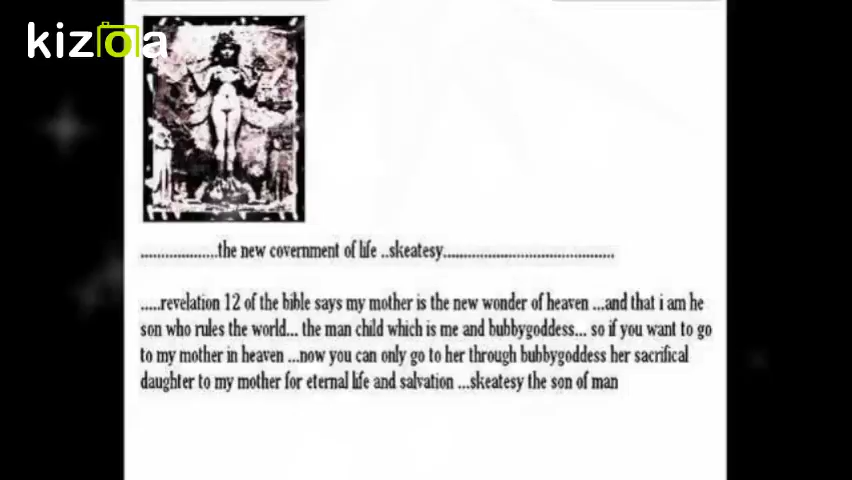 kizoa
...................the new covernment of life ..skeatesy..........................................
.....revelation 12 of the bible says my mother is the new wonder of heaven ...and that i am he
son who rules the world... the man child which is me and bubbygoddess... so if you want to go
to my mother in heaven ...now you can only go to her through bubbygoddess her sacrifical
daughter to my mother for eternal life and salvation ...skeatesy the son of man